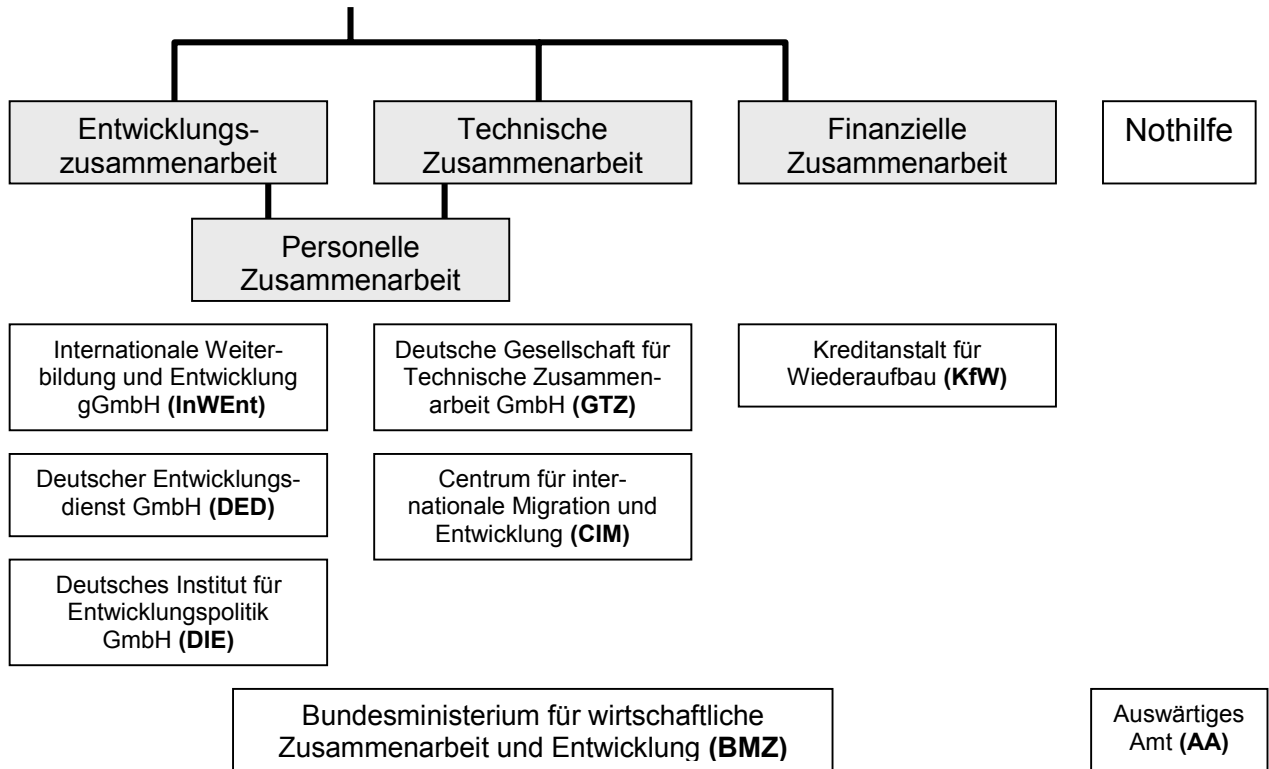 Entwicklungs-
zusammenarbeit
Technische
Zusammenarbeit
Finanzielle
Zusammenarbeit
Nothilfe
Personelle
Zusammenarbeit
Internationale Weiter-
bildung und Entwicklung
gGmbH (InWEnt)
Deutsche Gesellschaft für
Technische Zusammen-
arbeit GmbH (GTZ)
Kreditanstalt für
Wiederaufbau (KfW)
Deutscher Entwicklungs-
dienst GmbH (DED)
Centrum für inter-
nationale Migration und
Entwicklung (CIM)
Deutsches Institut für
Entwicklungspolitik
GmbH (DIE)
Bundesministerium für wirtschaftliche
Zusammenarbeit und Entwicklung (BMZ)
Auswärtiges
Amt (AA)